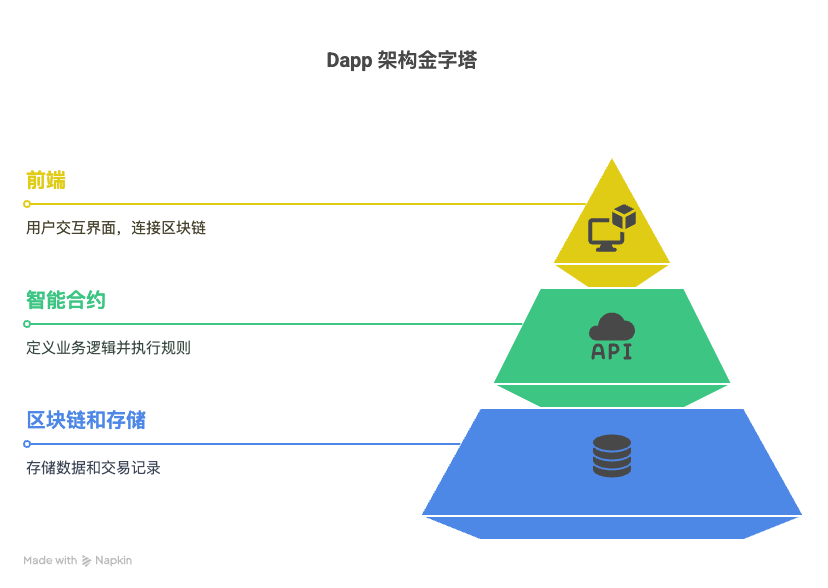 Dapp 架构金字塔
前端
用户交互界面，连接区块链
智能合约
定义业务逻辑并执行规则
API
区块链和存储
存储数据和交易记录
Made with Napkin